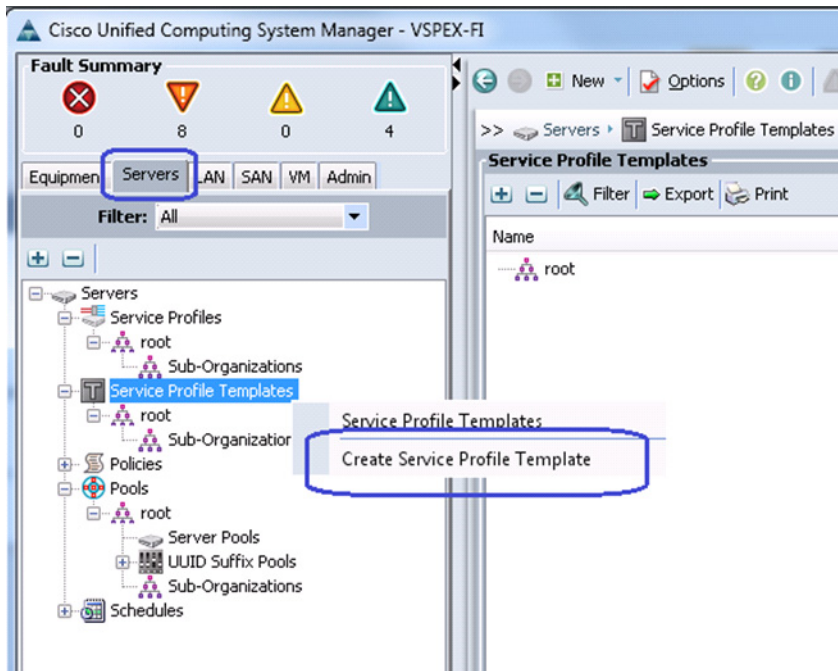 Cisco Unified Computing System Manager - VSPEX-FI
Fault Summary
0 8 0 4
Equipmen Servers LAN SAN VM Admin
Filter: All
Servers
Service Profiles
root
Sub-Organizations
Service Profile Templates
root
Sub-Organization
Policies
Pools
root
Server Pools
UUID Suffix Pools
Sub-Organizations
Schedules
Service Profile Templates
Create Service Profile Template
New Options
>> Servers Service Profile Templates
Service Profile Templates
Filter Export Print
Name
root